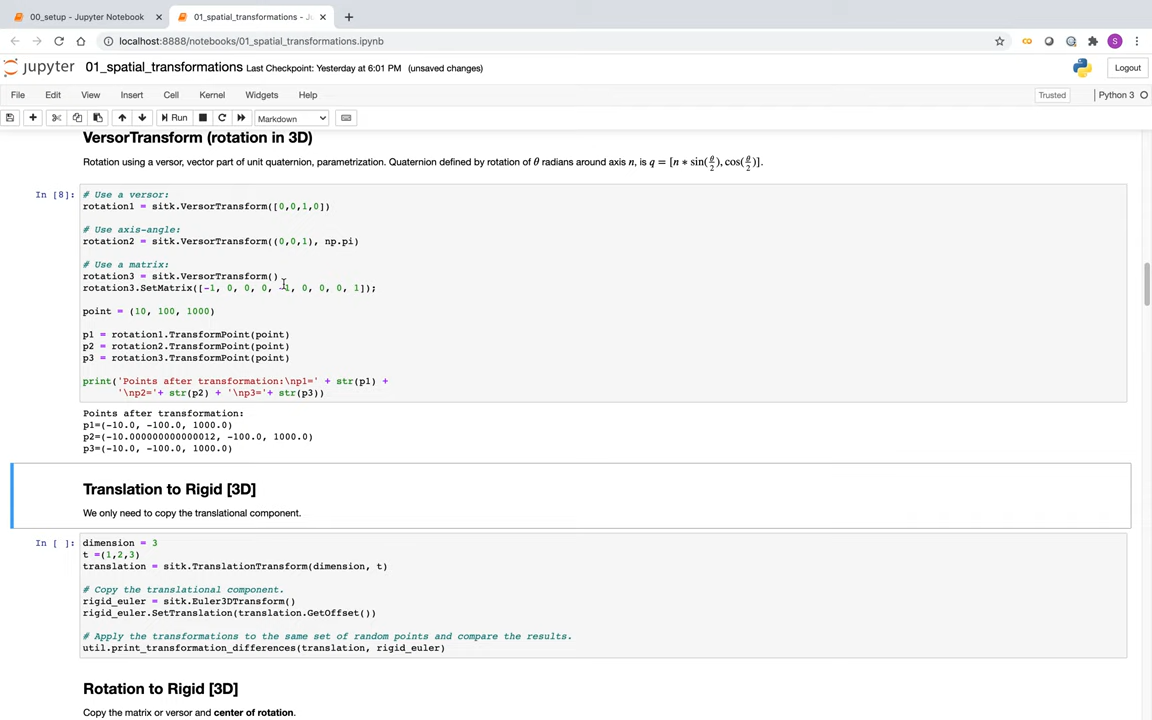 00_setup - Jupyter Notebook
01_spatial_transformations - Ju
localhost:8888/notebooks/01_spatial_transformations.ipynb
S
jupyter 01_spatial_transformations Last Checkpoint: Yesterday at 6:01 PM (unsaved changes)
Logout
File Edit View Insert Cell Kernel Widgets Help
Trusted Python 3
Run Markdown
VersorTransform (rotation in 3D)
Rotation using a versor, vector part of unit quaternion, parametrization. Quaternion defined by rotation of θ radians around axis n, is q = [n * sin(θ/2), cos(θ/2)].
In [8]:
# Use a versor:
rotation1 = sitk.VersorTransform([0,0,1,0])
# Use axis-angle:
rotation2 = sitk.VersorTransform((0,0,1), np.pi)
# Use a matrix:
rotation3 = sitk.VersorTransform()
rotation3.SetMatrix([-1, 0, 0, 0, -1, 0, 0, 0, 1]);
point = (10, 100, 1000)
p1 = rotation1.TransformPoint(point)
p2 = rotation2.TransformPoint(point)
p3 = rotation3.TransformPoint(point)
print('Points after transformation:\np1=' + str(p1) +
'\np2='+ str(p2) + '\np3='+ str(p3))
Points after transformation:
p1=(-10.0, -100.0, 1000.0)
p2=(-10.000000000000012, -100.0, 1000.0)
p3=(-10.0, -100.0, 1000.0)
Translation to Rigid [3D]
We only need to copy the translational component.
In [ ]:
dimension = 3
t =(1,2,3)
translation = sitk.TranslationTransform(dimension, t)
# Copy the translational component.
rigid_euler = sitk.Euler3DTransform()
rigid_euler.SetTranslation(translation.GetOffset())
# Apply the transformations to the same set of random points and compare the results.
util.print_transformation_differences(translation, rigid_euler)
Rotation to Rigid [3D]
Copy the matrix or versor and center of rotation.